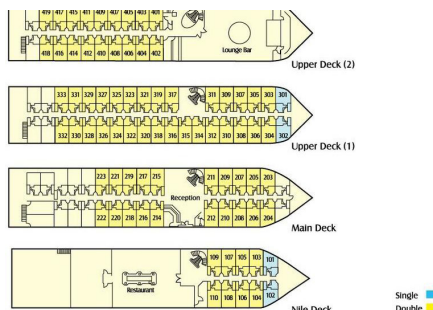 419 417 415 411 409 407 405 403 401
Lounge Bar
418 416 414 412 410 408 406 404 402
Upper Deck (2)
333 331 329 327 325 323 321 319 317 311 309 307 305 303 301
332 330 328 326 324 322 320 318 316 315 314 312 310 308 306 304 302
Upper Deck (1)
223 221 219 217 215 211 209 207 205 203
Reception
222 220 218 216 214 212 210 208 206 204
Main Deck
109 107 105 103 101
Restaurant
110 108 106 104 102
Nile Deck
Single
Double